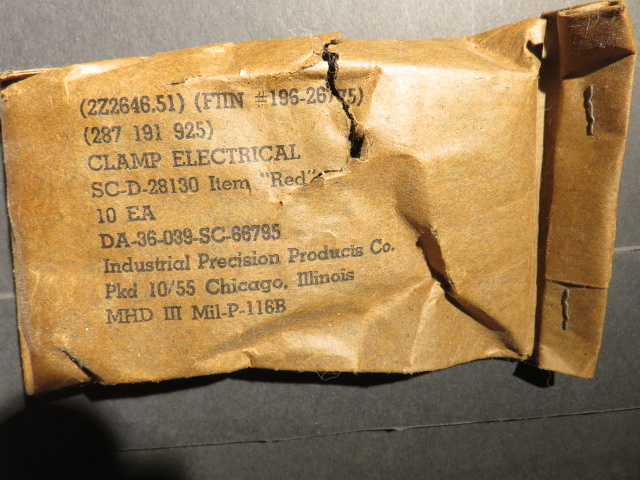 (2Z2646.51) (FIIN #196-26775)
(287 191 925)
CLAMP ELECTRICAL
SC-D-28130 Item "Red"
10 EA
DA-36-039-SC-66795
Industrial Precision Products Co.
Pkd 10/55 Chicago, Illinois
MHD III Mil-P-116B